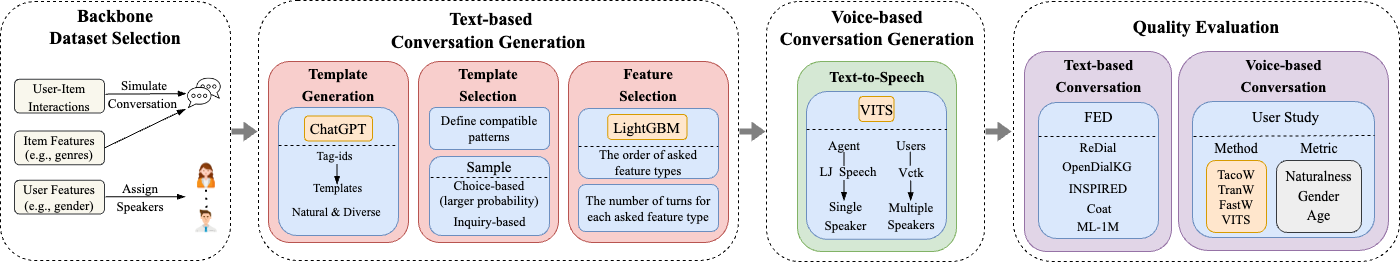 Backbone
Dataset Selection
User-Item
Interactions
Simulate
Conversation
Item Features
(e.g., genres)
User Features
(e.g., gender)
Assign
Speakers
Text-based
Conversation Generation
Template
Generation
ChatGPT
Tag-ids
Templates
Natural & Diverse
Template
Selection
Define compatible
patterns
Sample
Choice-based
(larger probability)
Inquiry-based
Feature
Selection
LightGBM
The order of asked
feature types
The number of turns for
each asked feature type
Voice-based
Conversation Generation
Text-to-Speech
VITS
Agent
LJ Speech
Single
Speaker
Users
Vctk
Multiple
Speakers
Quality Evaluation
Text-based
Conversation
FED
ReDial
OpenDialKG
INSPIRED
Coat
ML-1M
Voice-based
Conversation
User Study
Method
TacoW
TranW
FastW
VITS
Metric
Naturalness
Gender
Age